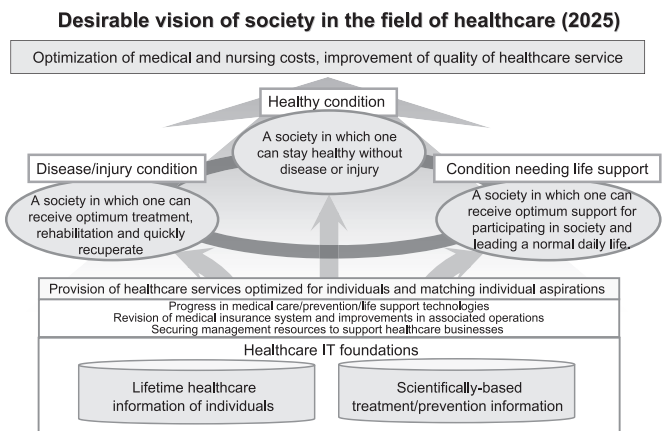 Desirable vision of society in the field of healthcare (2025)
Optimization of medical and nursing costs, improvement of quality of healthcare service
Healthy condition
A society in which one
can stay healthy without
disease or injury
Disease/injury condition
A society in which one can
receive optimum treatment,
rehabilitation and quickly
recuperate
Condition needing life support
A society in which one can
receive optimum support for
participating in society and
leading a normal daily life.
Provision of healthcare services optimized for individuals and matching individual aspirations
Progress in medical care/prevention/life support technologies
Revision of medical insurance system and improvements in associated operations
Securing management resources to support healthcare businesses
Healthcare IT foundations
Lifetime healthcare
information of individuals
Scientifically-based
treatment/prevention information